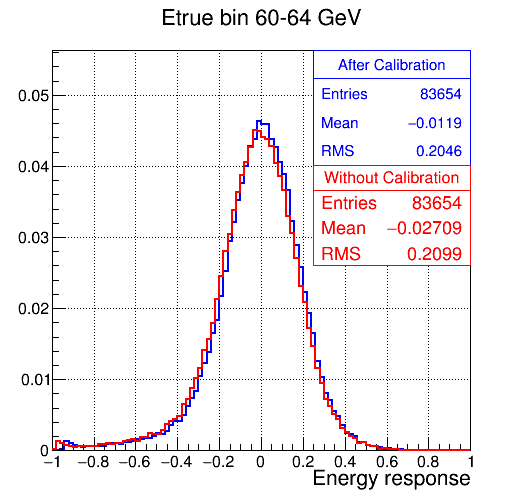 Etrue bin 60-64 GeV
After Calibration
Entries 83654
Mean −0.0119
RMS 0.2046
Without Calibration
Entries 83654
Mean −0.02709
RMS 0.2099
0.05
0.04
0.03
0.02
0.01
0
−1 −0.8 −0.6 −0.4 −0.2 0 0.2 0.4 0.6 0.8 1
Energy response